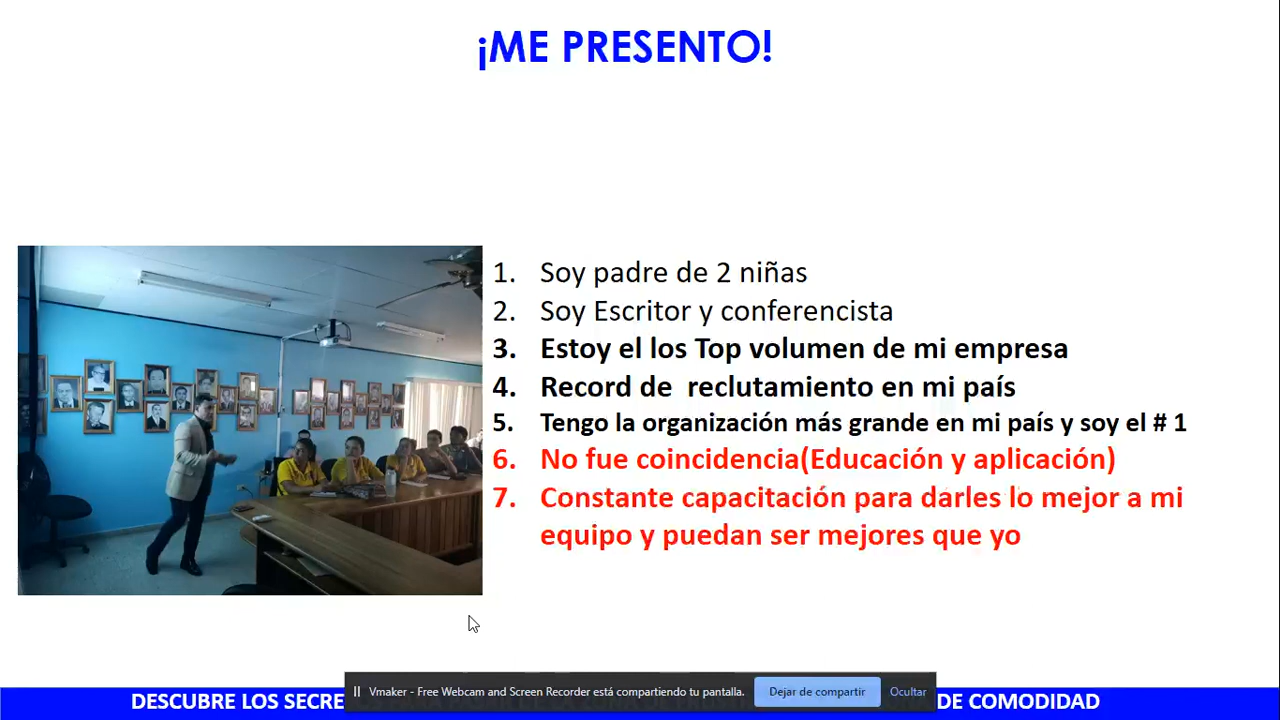 ¡ME PRESENTO!
1. Soy padre de 2 niñas
2. Soy Escritor y conferencista
3. Estoy el los Top volumen de mi empresa
4. Record de reclutamiento en mi país
5. Tengo la organización más grande en mi país y soy el # 1
6. No fue coincidencia(Educación y aplicación)
7. Constante capacitación para darles lo mejor a mi
equipo y puedan ser mejores que yo
Vmaker - Free Webcam and Screen Recorder está compartiendo tu pantalla. Dejar de compartir Ocultar
DESCUBRE LOS DE COMODIDAD